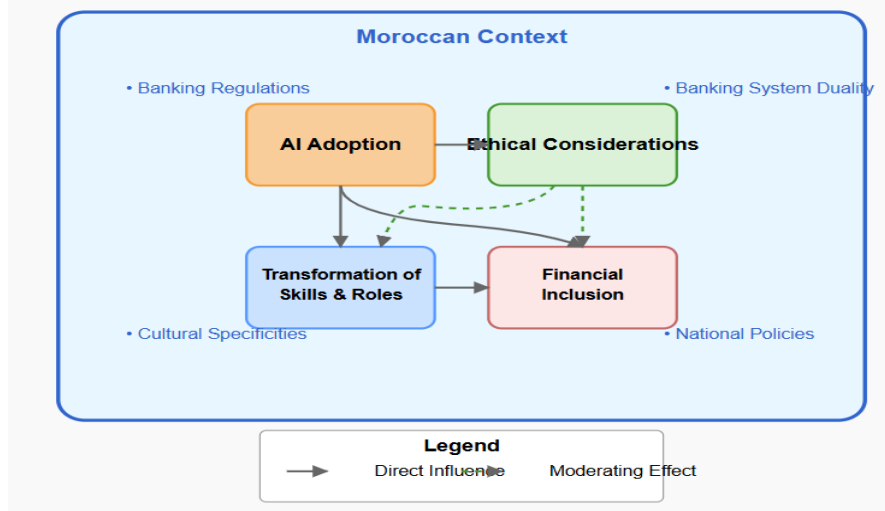 Moroccan Context
• Banking Regulations
• Banking System Duality
AI Adoption
Ethical Considerations
Transformation of
Skills & Roles
Financial
Inclusion
• Cultural Specificities
• National Policies
Legend
Direct Influence
Moderating Effect